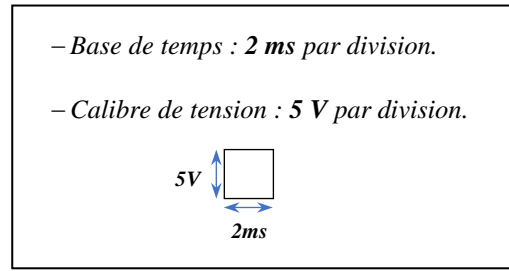 – Base de temps : 2 ms par division.
– Calibre de tension : 5 V par division.
5V
2ms